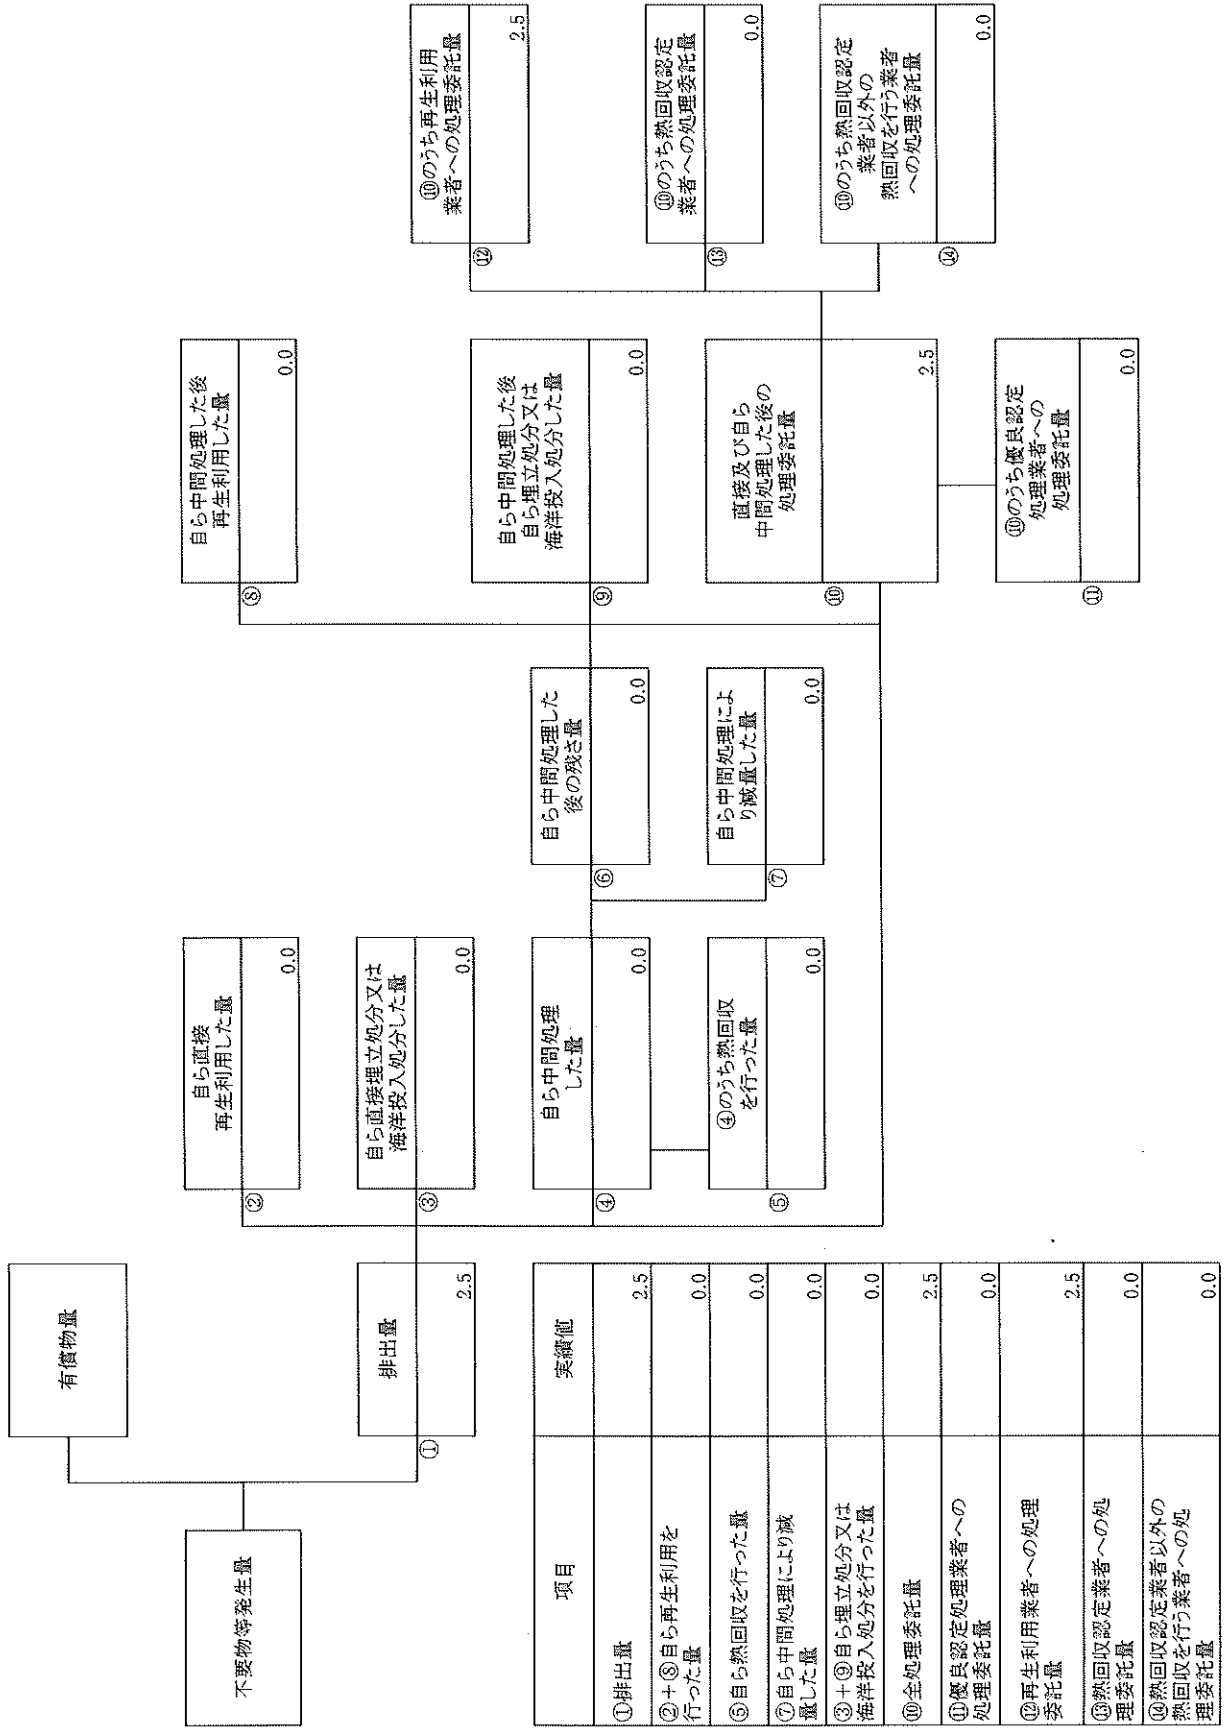 不要物等発生量
有償物量
①
排出量
2.5
②
自ら直接
再生利用した量
0.0
③
自ら直接埋立処分又は
海洋投入処分した量
0.0
④
自ら中間処理
した量
0.0
⑤
④のうち熱回収
を行った量
0.0
⑥
自ら中間処理した
後の残さ量
0.0
⑦
自ら中間処理によ
り減量した量
0.0
⑧
自ら中間処理した後
再生利用した量
0.0
⑨
自ら中間処理した後
自ら埋立処分又は
海洋投入処分した量
0.0
⑩
直接及び自ら
中間処理した後の
処理委託量
2.5
⑪
⑩のうち優良認定
処理業者への
処理委託量
0.0
⑫
⑩のうち再生利用
業者への処理委託量
2.5
⑬
⑩のうち熱回収認定
業者への処理委託量
0.0
⑭
⑩のうち熱回収認定
業者以外の
熱回収を行う業者
への処理委託量
0.0
項目 実績値
①排出量 2.5
②+⑧自ら再生利用を
行った量 0.0
⑤自ら熱回収を行った量 0.0
⑦自ら中間処理により減
量した量 0.0
③+⑨自ら埋立処分又は
海洋投入処分を行った量 0.0
⑩全処理委託量 2.5
⑪優良認定処理業者への
処理委託量 0.0
⑫再生利用業者への処理
委託量 2.5
⑬熱回収認定業者への処
理委託量 0.0
⑭熱回収認定業者以外の
熱回収を行う業者への処
理委託量 0.0